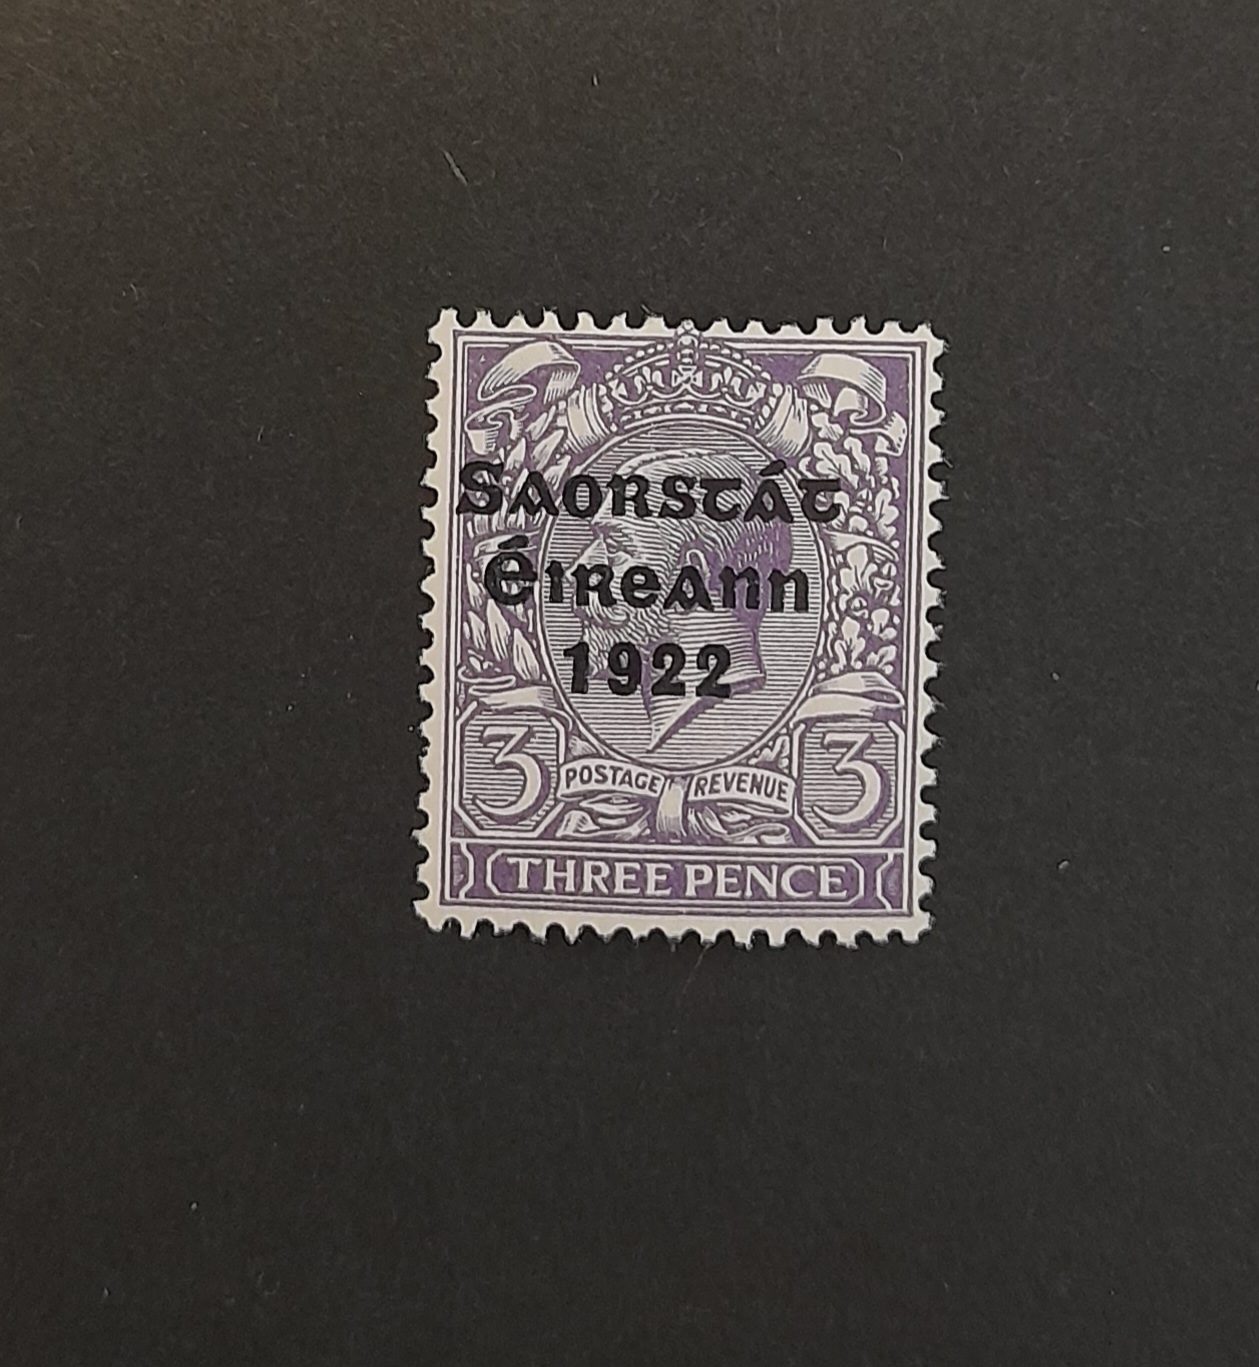 Saorstát
Éireann
1922
3 3
POSTAGE REVENUE
THREE PENCE